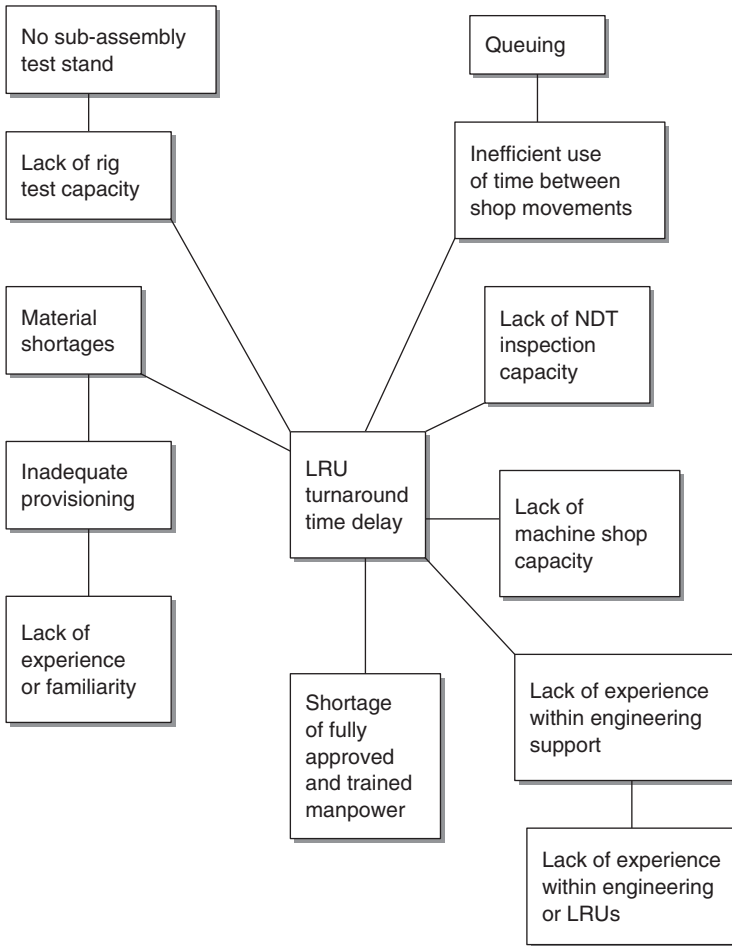 No sub-assembly
test stand
Queuing
Lack of rig
test capacity
Inefficient use
of time between
shop movements
Material
shortages
Lack of NDT
inspection
capacity
Inadequate
provisioning
LRU
turnaround
time delay
Lack of
machine shop
capacity
Lack of
experience
or familiarity
Shortage
of fully
approved
and trained
manpower
Lack of experience
within engineering
support
Lack of experience
within engineering
or LRUs